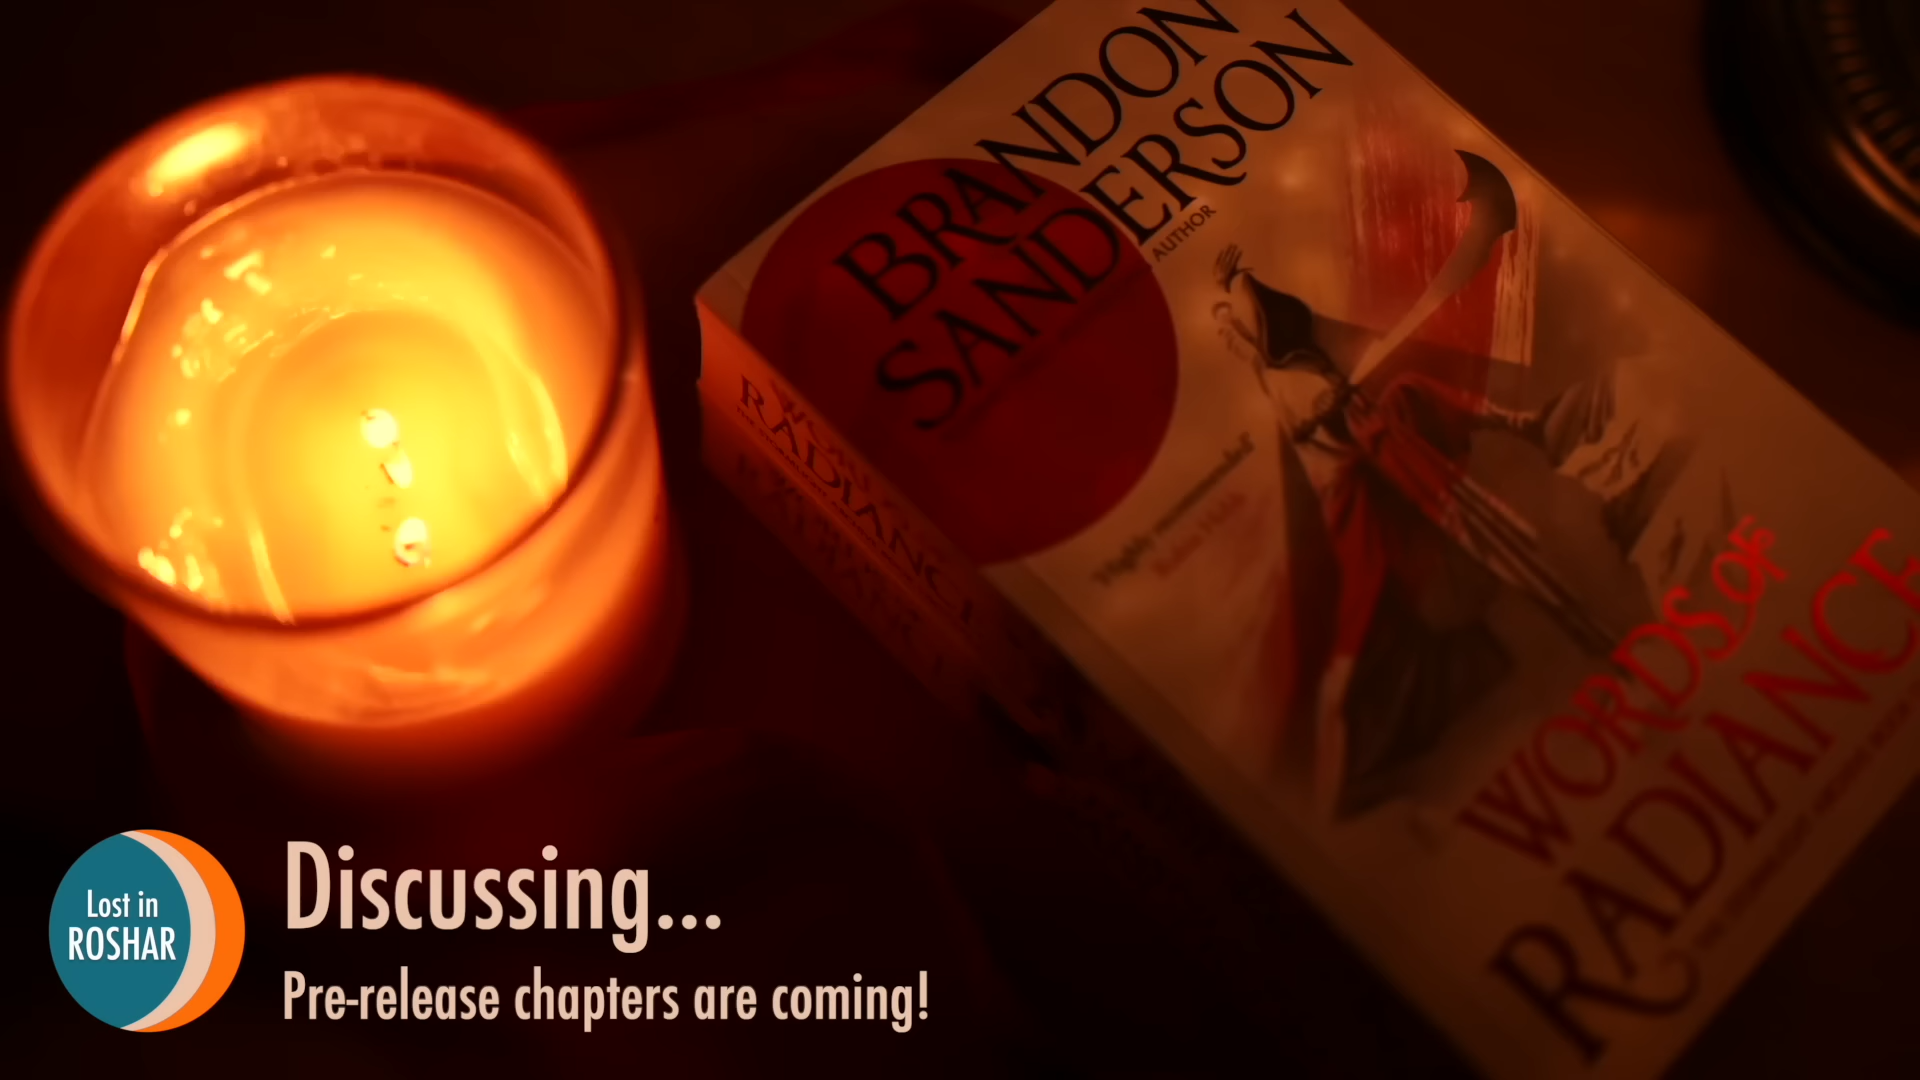 BRANDON
SANDERSON
AUTHOR
WORDS OF
RADIANCE
RADIANCE
Lost in
ROSHAR
Discussing...
Pre-release chapters are coming!